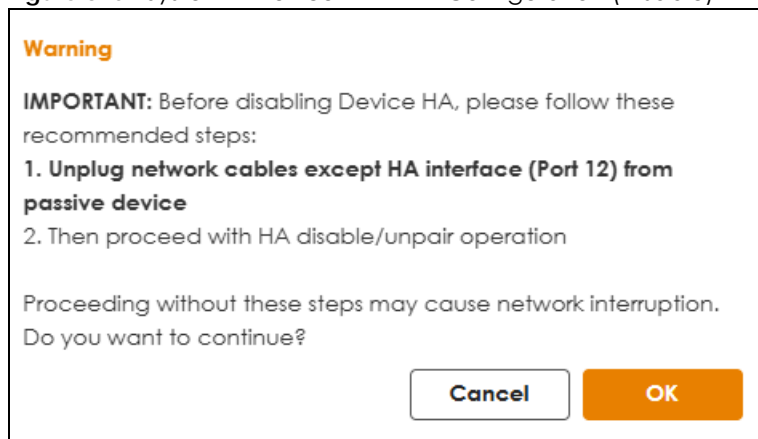 Warning
IMPORTANT: Before disabling Device HA, please follow these
recommended steps:
1. Unplug network cables except HA interface (Port 12) from
passive device
2. Then proceed with HA disable/unpair operation
Proceeding without these steps may cause network interruption.
Do you want to continue?
Cancel OK